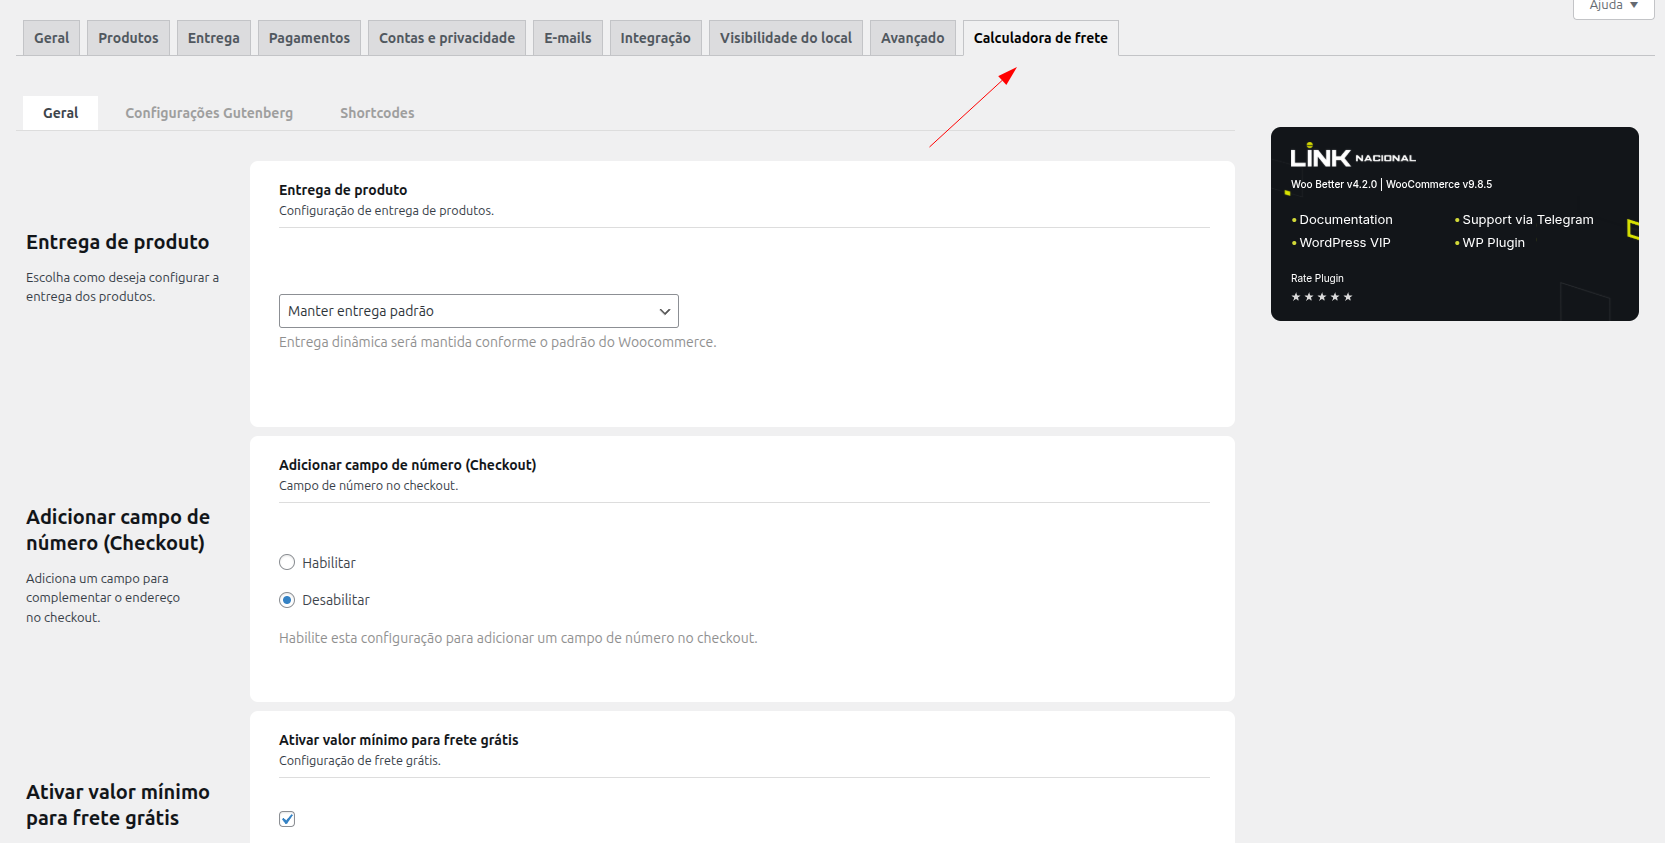 Ajuda
Geral
Produtos
Entrega
Pagamentos
Contas e privacidade
E-mails
Integração
Visibilidade do local
Avançado
Calculadora de frete
Geral
Configurações Gutenberg
Shortcodes
Entrega de produto
Escolha como deseja configurar a
entrega dos produtos.
Entrega de produto
Configuração de entrega de produtos.
Manter entrega padrão
Entrega dinâmica será mantida conforme o padrão do Woocommerce.
LINK NACIONAL
Woo Better v4.2.0 | WooCommerce v9.8.5
• Documentation
• Support via Telegram
• WordPress VIP
• WP Plugin
Rate Plugin
★ ★ ★ ★ ★
Adicionar campo de
número (Checkout)
Adiciona um campo para
complementar o endereço
no checkout.
Adicionar campo de número (Checkout)
Campo de número no checkout.
Habilitar
Desabilitar
Habilite esta configuração para adicionar um campo de número no checkout.
Ativar valor mínimo
para frete grátis
Ativar valor mínimo para frete grátis
Configuração de frete grátis.